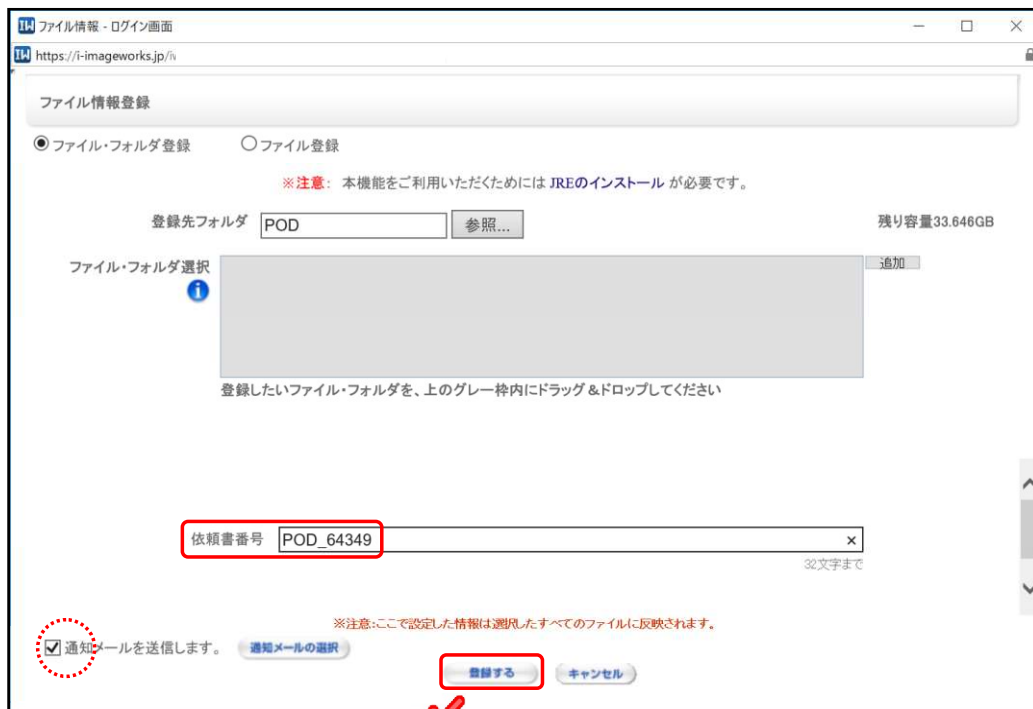 IW ファイル情報 - ログイン画面
IW https://i-imageworks.jp/iv
ファイル情報登録
ファイル・フォルダ登録 ファイル登録
※注意: 本機能をご利用いただくためには JREのインストール が必要です。
登録先フォルダ POD 参照... 残り容量33.646GB
ファイル・フォルダ選択 追加
登録したいファイル・フォルダを、上のグレー枠内にドラッグ&ドロップしてください
依頼書番号 POD_64349 ×
32文字まで
※注意:ここで設定した情報は選択したすべてのファイルに反映されます。
通知メールを送信します。 通知メールの選択
登録する キャンセル